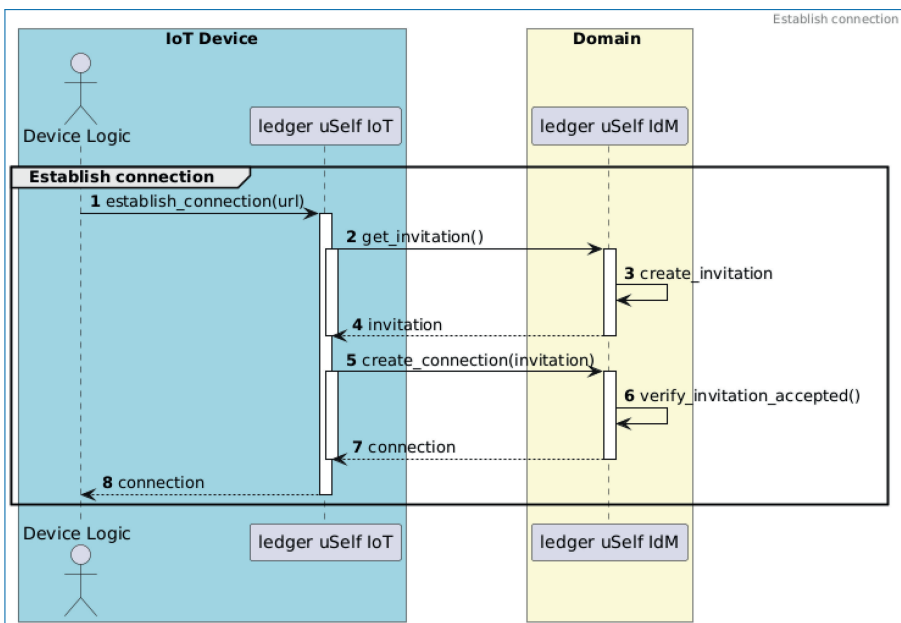 Establish connection
IoT Device
Domain
Device Logic
ledger uSelf IoT
ledger uSelf IdM
Establish connection
1 establish_connection(url)
2 get_invitation()
3 create_invitation
4 invitation
5 create_connection(invitation)
6 verify_invitation_accepted()
7 connection
8 connection
Device Logic
ledger uSelf IoT
ledger uSelf IdM